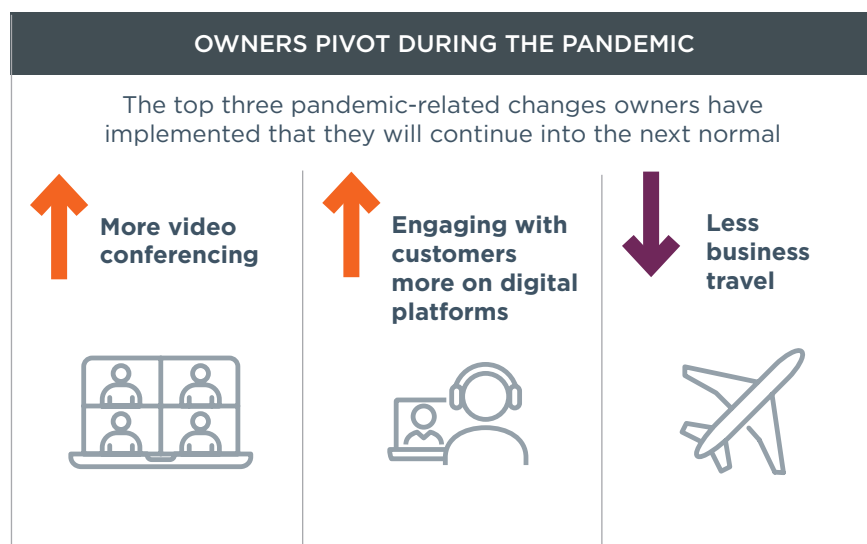 OWNERS PIVOT DURING THE PANDEMIC
The top three pandemic-related changes owners have
implemented that they will continue into the next normal
More video
conferencing
Engaging with
customers
more on digital
platforms
Less
business
travel